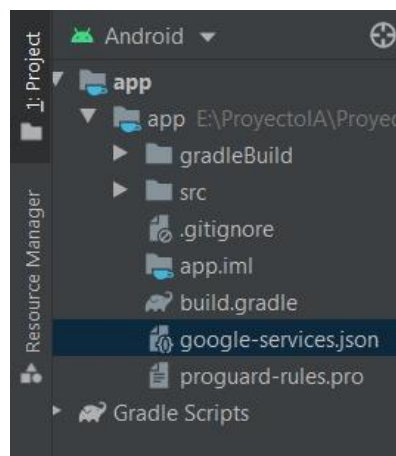 1: Project
Resource Manager
Android
app
app E:\ProyectoIA\Proyec
gradleBuild
src
.gitignore
app.iml
build.gradle
google-services.json
proguard-rules.pro
Gradle Scripts